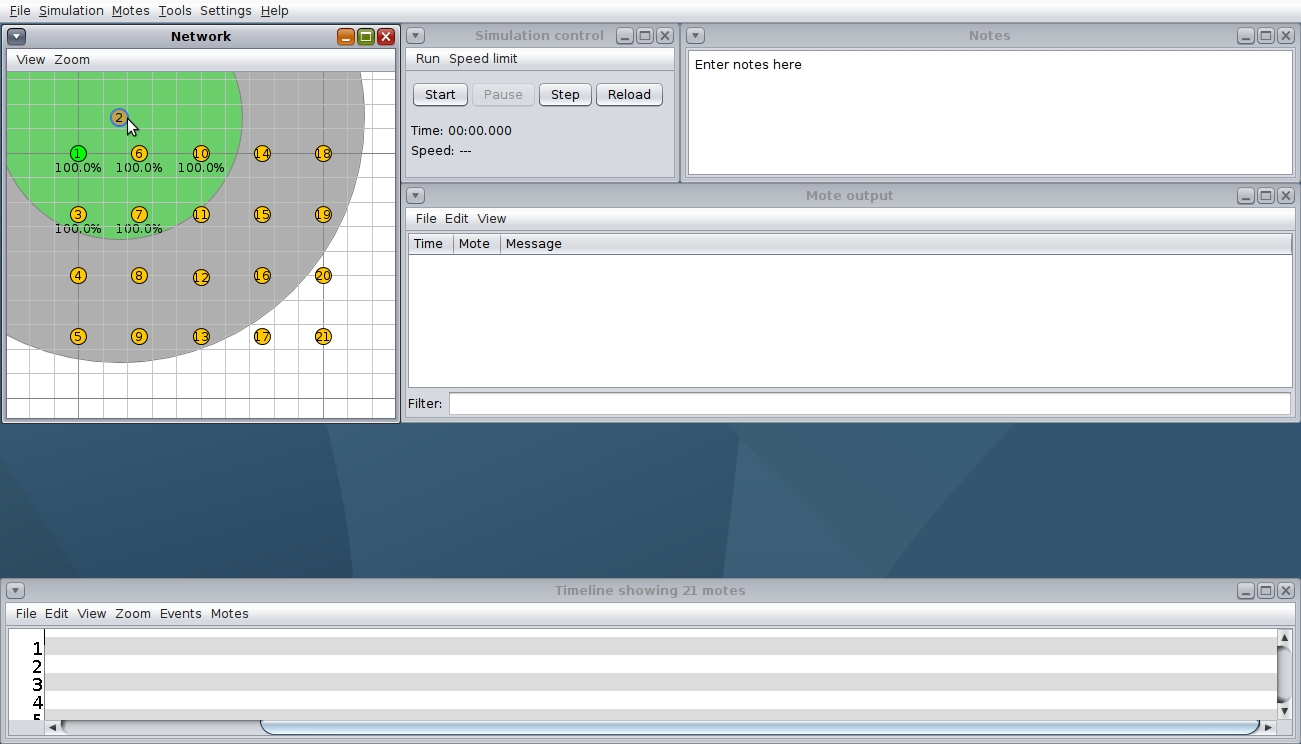 File Simulation Motes Tools Settings Help
Network
View Zoom
2
1 6 10 14 18
100.0% 100.0% 100.0%
3 7 11 15 19
100.0% 100.0%
4 8 12 16 20
5 9 13 17 21
Simulation control
Run Speed limit
Start Pause Step Reload
Time: 00:00.000
Speed: ---
Notes
Enter notes here
Mote output
File Edit View
Time Mote Message
Filter:
Timeline showing 21 motes
File Edit View Zoom Events Motes
1
2
3
4
5